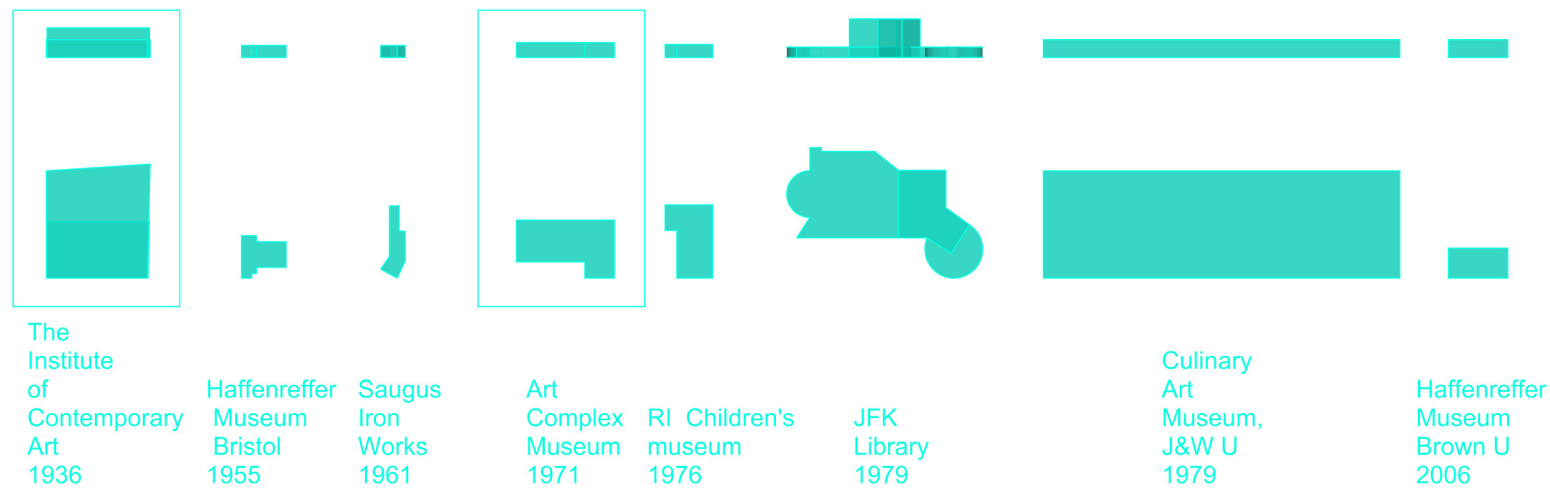 The
Institute
of
Contemporary
Art
1936
Haffenreffer
Museum
Bristol
1955
Saugus
Iron
Works
1961
Art
Complex
Museum
1971
RI Children's
museum
1976
JFK
Library
1979
Culinary
Art
Museum,
J&W U
1979
Haffenreffer
Museum
Brown U
2006